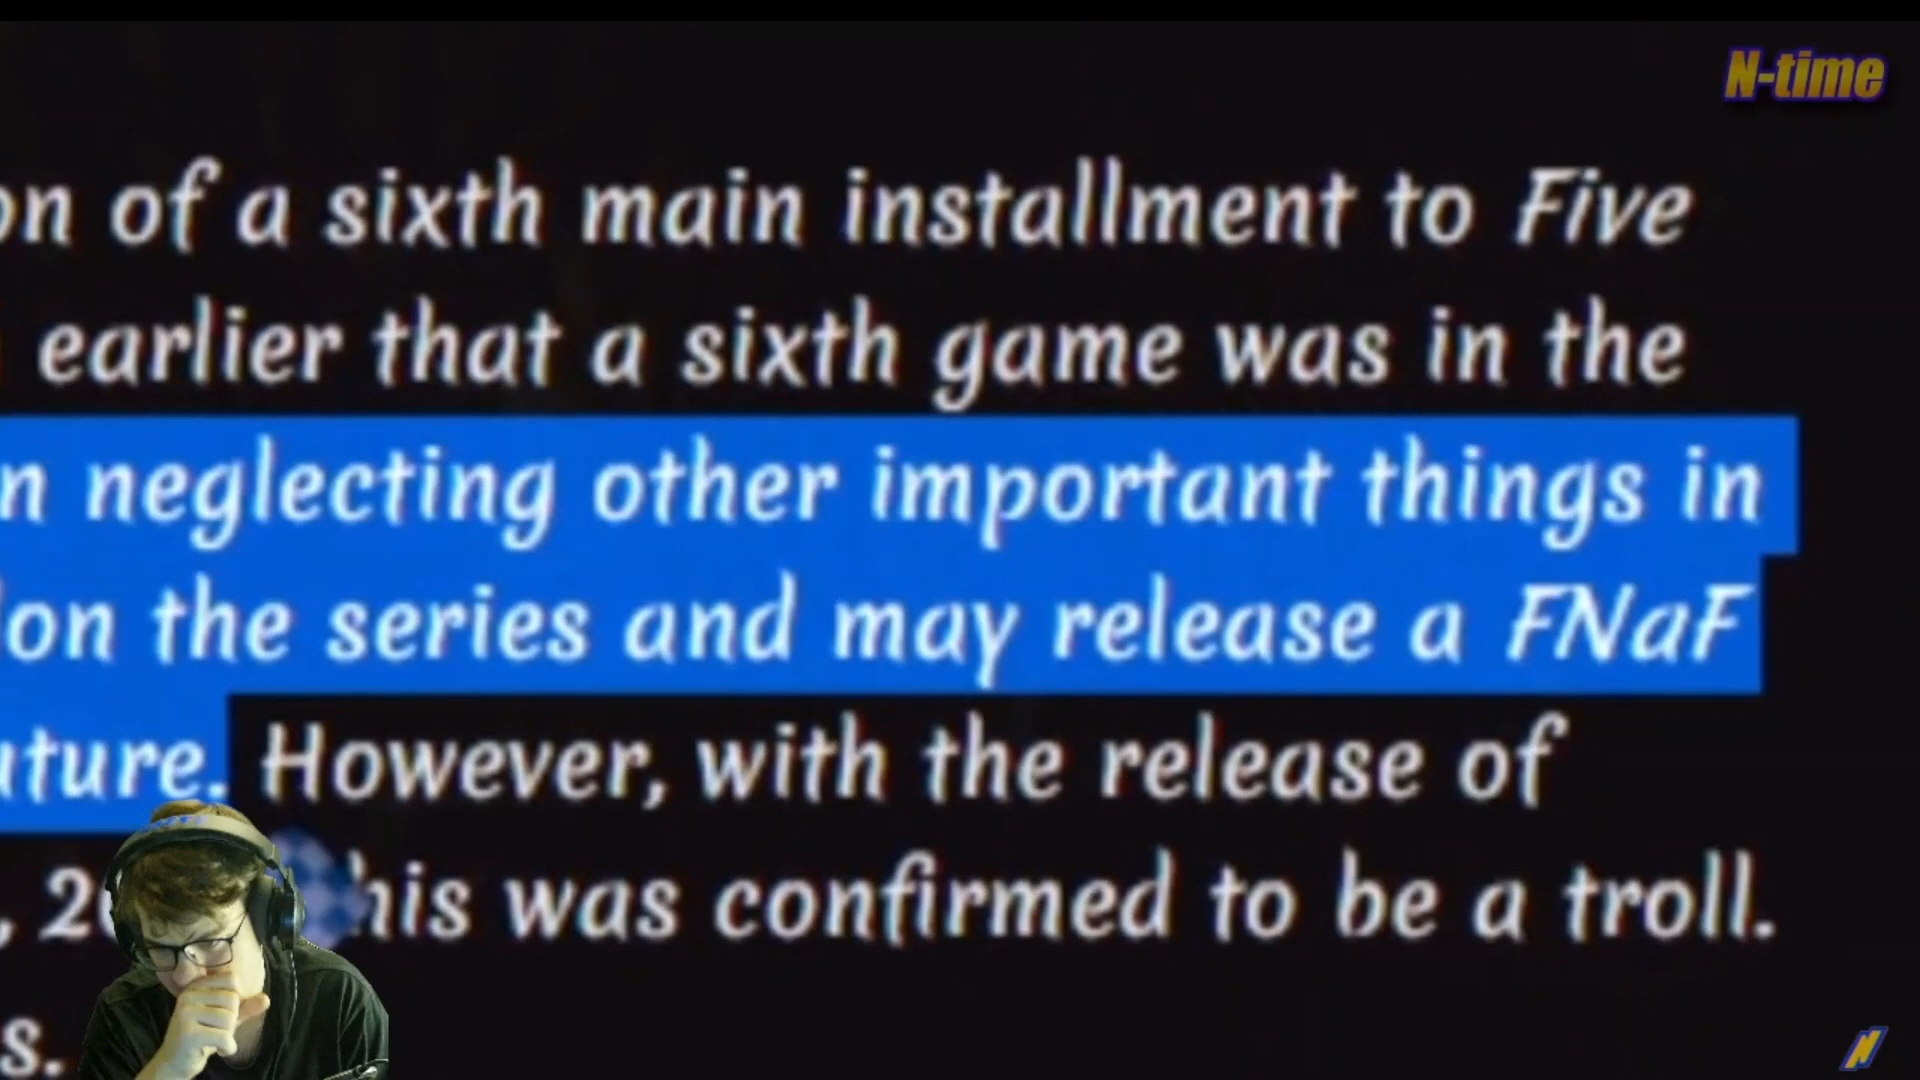 N-time
on of a sixth main installment to Five
earlier that a sixth game was in the
n neglecting other important things in
on the series and may release a FNaF
ature. However, with the release of
, 20 his was confirmed to be a troll.
s.
N